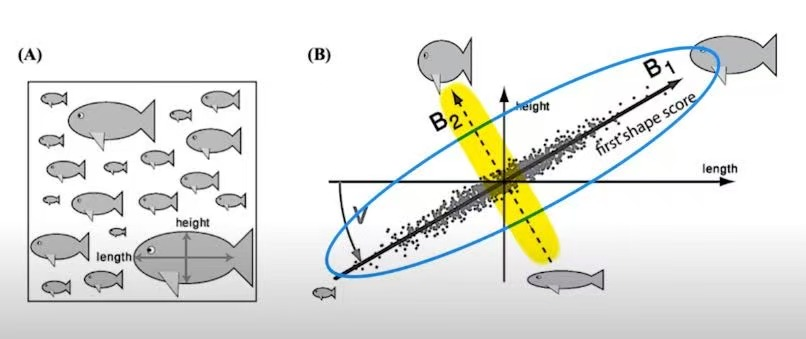 (A)
height
length
(B)
B2
B1
height
first shape score
length
V